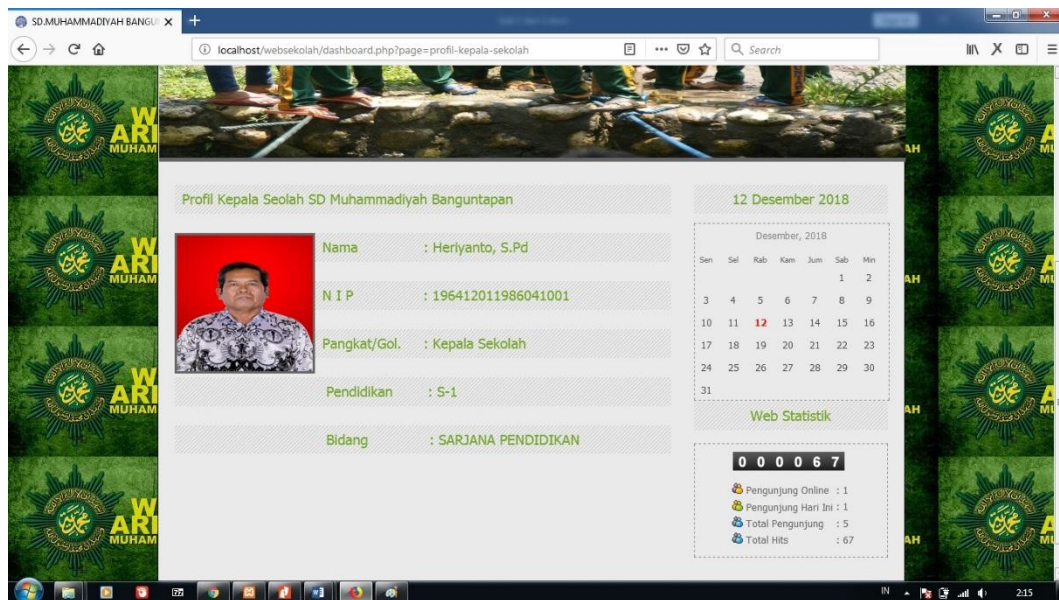 SD.MUHAMMADIYAH BANGU
localhost/websekolah/dashboard.php?page=profil-kepala-sekolah
Search
W
ARI
MUHAM
AH
Profil Kepala Seolah SD Muhammadiyah Banguntapan
Nama : Heriyanto, S.Pd
N I P : 196412011986041001
Pangkat/Gol. : Kepala Sekolah
Pendidikan : S-1
Bidang : SARJANA PENDIDIKAN
12 Desember 2018
Desember, 2018
Sen Sel Rab Kam Jum Sab Min
1 2
3 4 5 6 7 8 9
10 11 12 13 14 15 16
17 18 19 20 21 22 23
24 25 26 27 28 29 30
31
Web Statistik
0 0 0 0 6 7
Pengunjung Online : 1
Pengunjung Hari Ini : 1
Total Pengunjung : 5
Total Hits : 67
IN
2:15